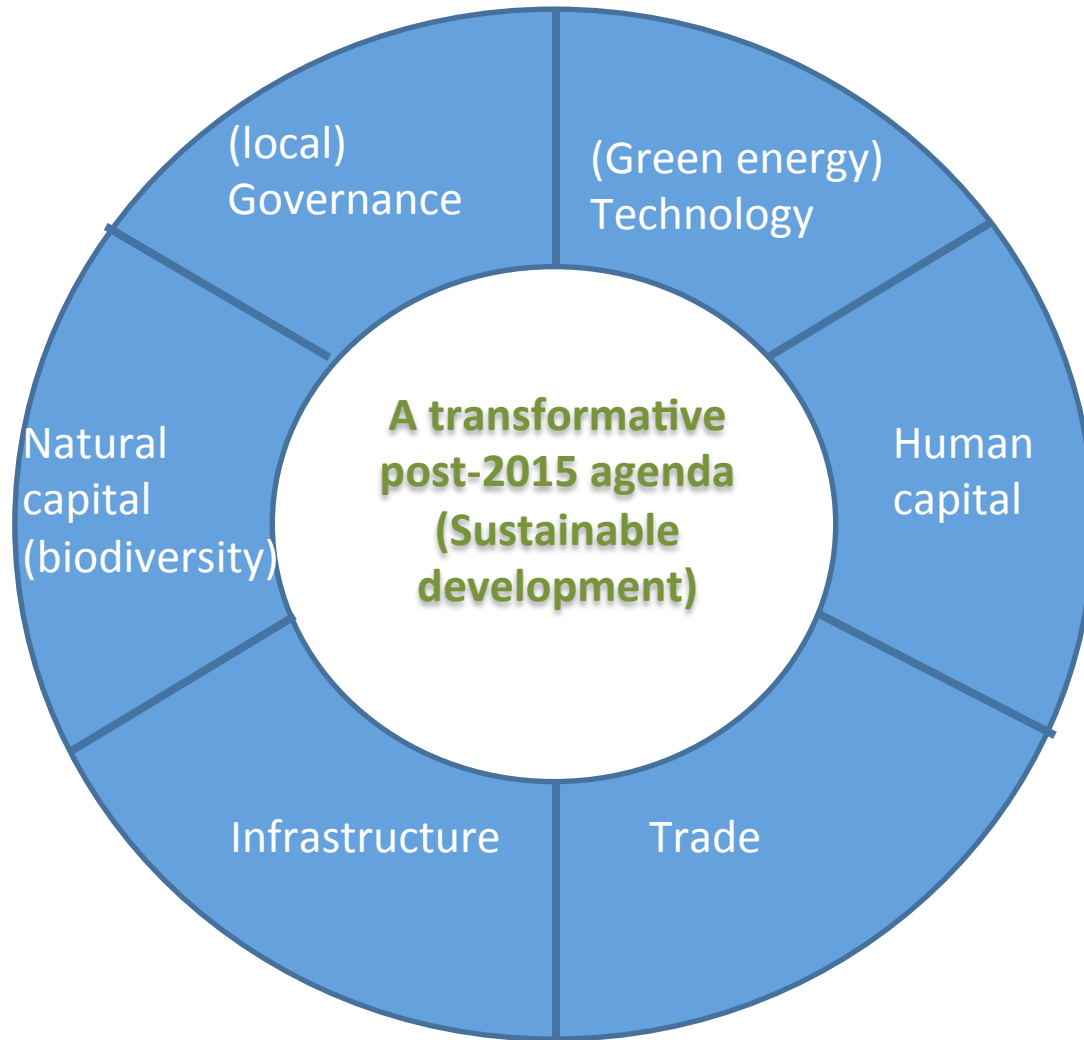 (local)
Governance
(Green energy)
Technology
Natural
capital
(biodiversity)
A transformative
post-2015 agenda
(Sustainable
development)
Human
capital
Infrastructure
Trade